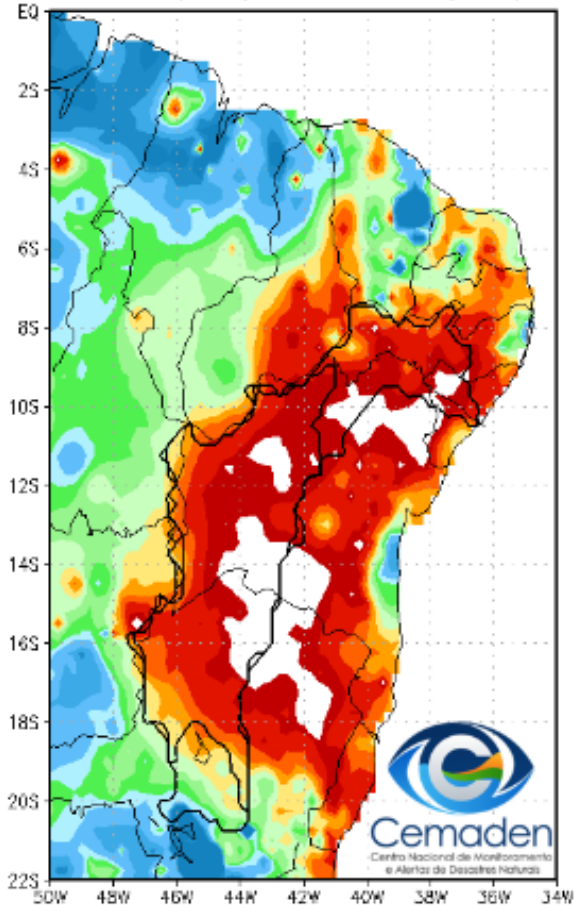 EQ
2S
4S
6S
8S
10S
12S
14S
16S
18S
20S
22S
50W 48W 46W 44W 42W 40W 38W 36W 34W
Cemaden
Centro Nacional de Monitoramento
e Alertas de Desastres Naturais